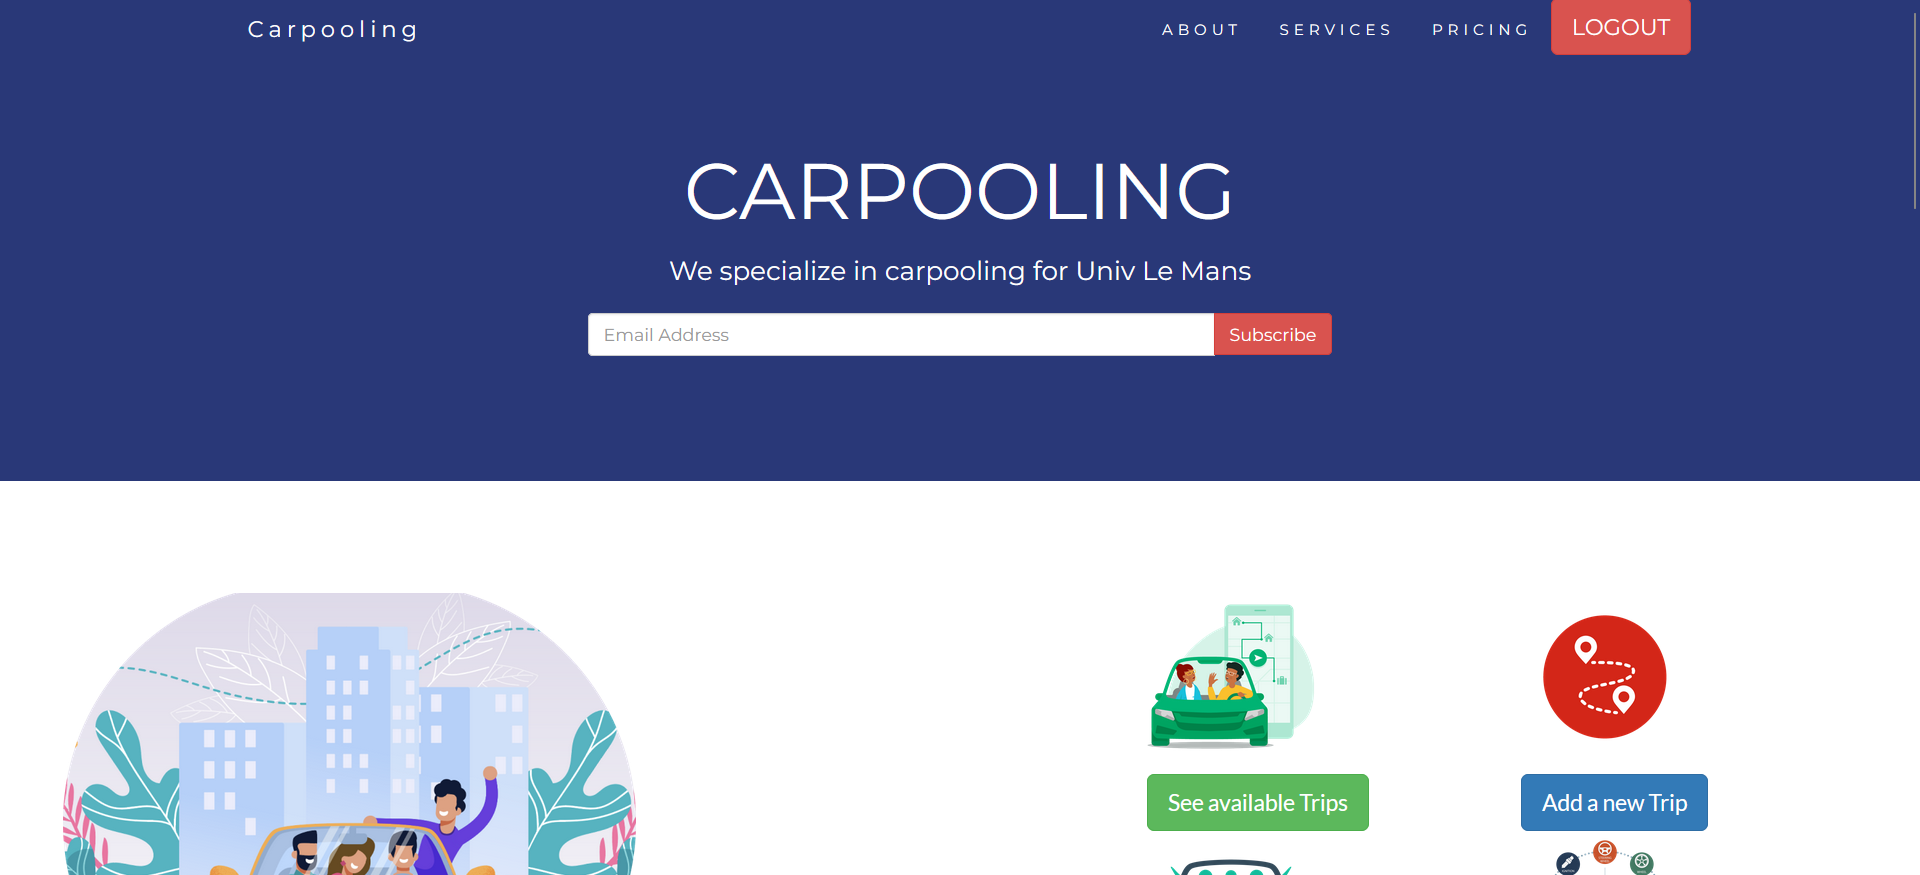 Carpooling
ABOUT SERVICES PRICING LOGOUT
CARPOOLING
We specialize in carpooling for Univ Le Mans
Email Address Subscribe
See available Trips
Add a new Trip